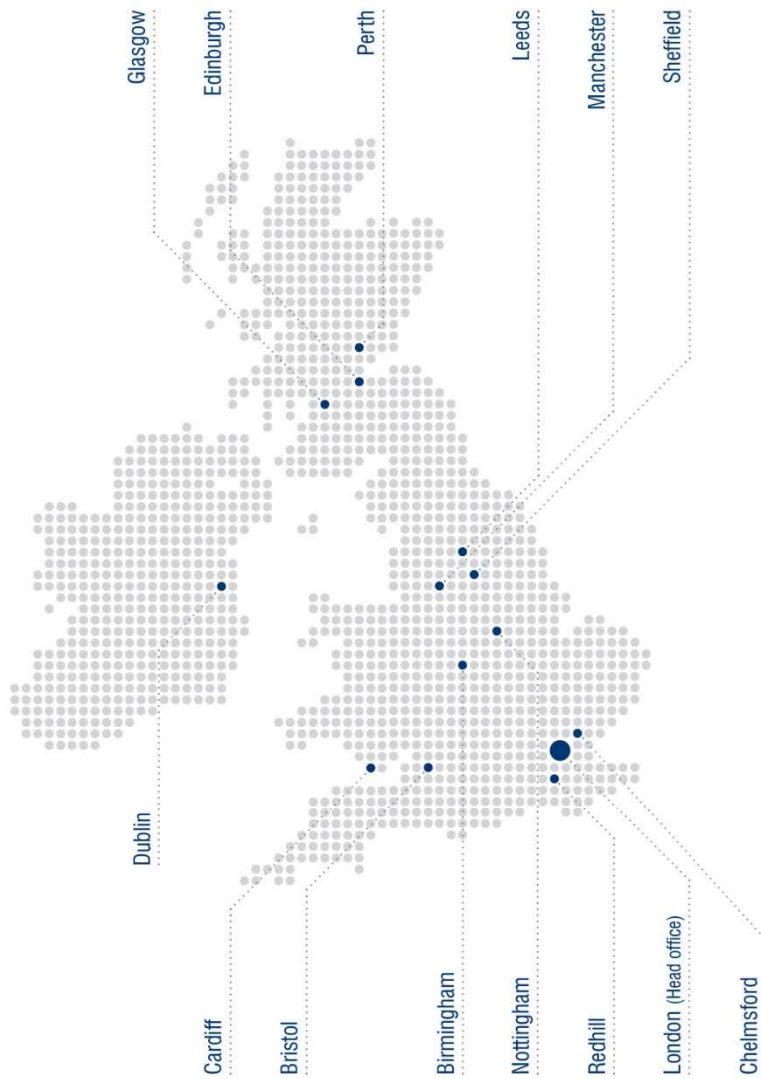 Glasgow
Edinburgh
Perth
Leeds
Manchester
Sheffield
Dublin
Cardiff
Bristol
Birmingham
Nottingham
Redhill
London (Head office)
Chelmsford